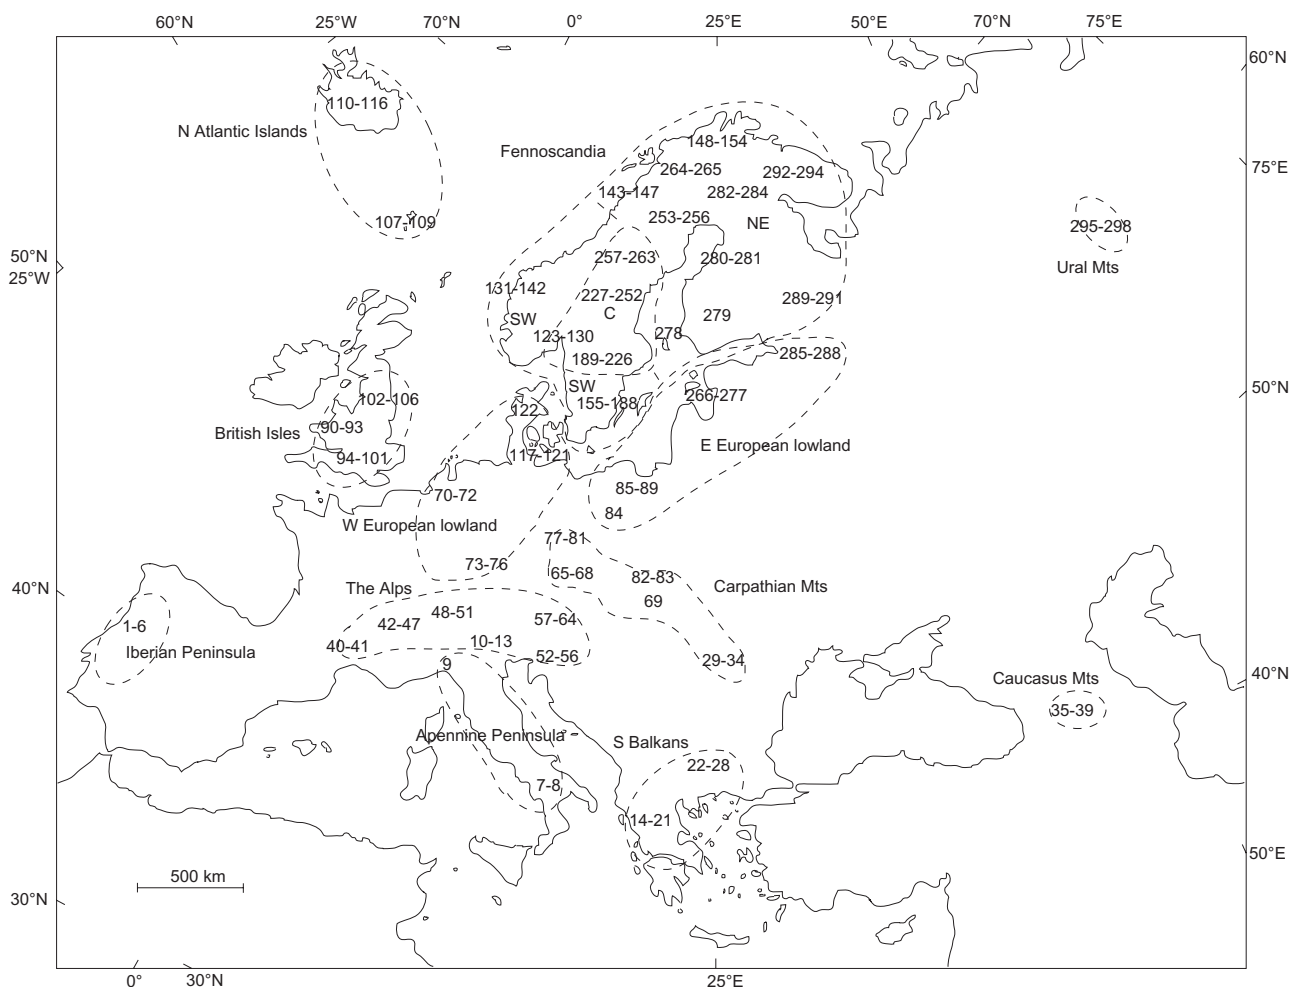 60°N 25°W 70°N 0° 25°E 50°N 70°N 75°E
60°N
110-116
N Atlantic Islands
148-154
Fennoscandia
264-265 292-294
75°E
143-147 282-284
253-256
107-109 NE 295-298
50°N
25°W
257-263 280-281
Ural Mts
131-142 227-252 289-291
C
SW 279
123-130 278
189-226 285-288
50°N
SW
102-106 155-188 266-277
122
90-93
British Isles
E European lowland
94-101 117-121
70-72 85-89
84
W European lowland
77-81
73-76 65-68 82-83
40°N The Alps Carpathian Mts
69
48-51
42-47 57-64
1-6
40-41 10-13
Iberian Peninsula 52-56
9 29-34
40°N
Caucasus Mts
35-39
Apennine Peninsula S Balkans
22-28
7-8
14-21
50°E
500 km
30°N
0° 30°N 25°E